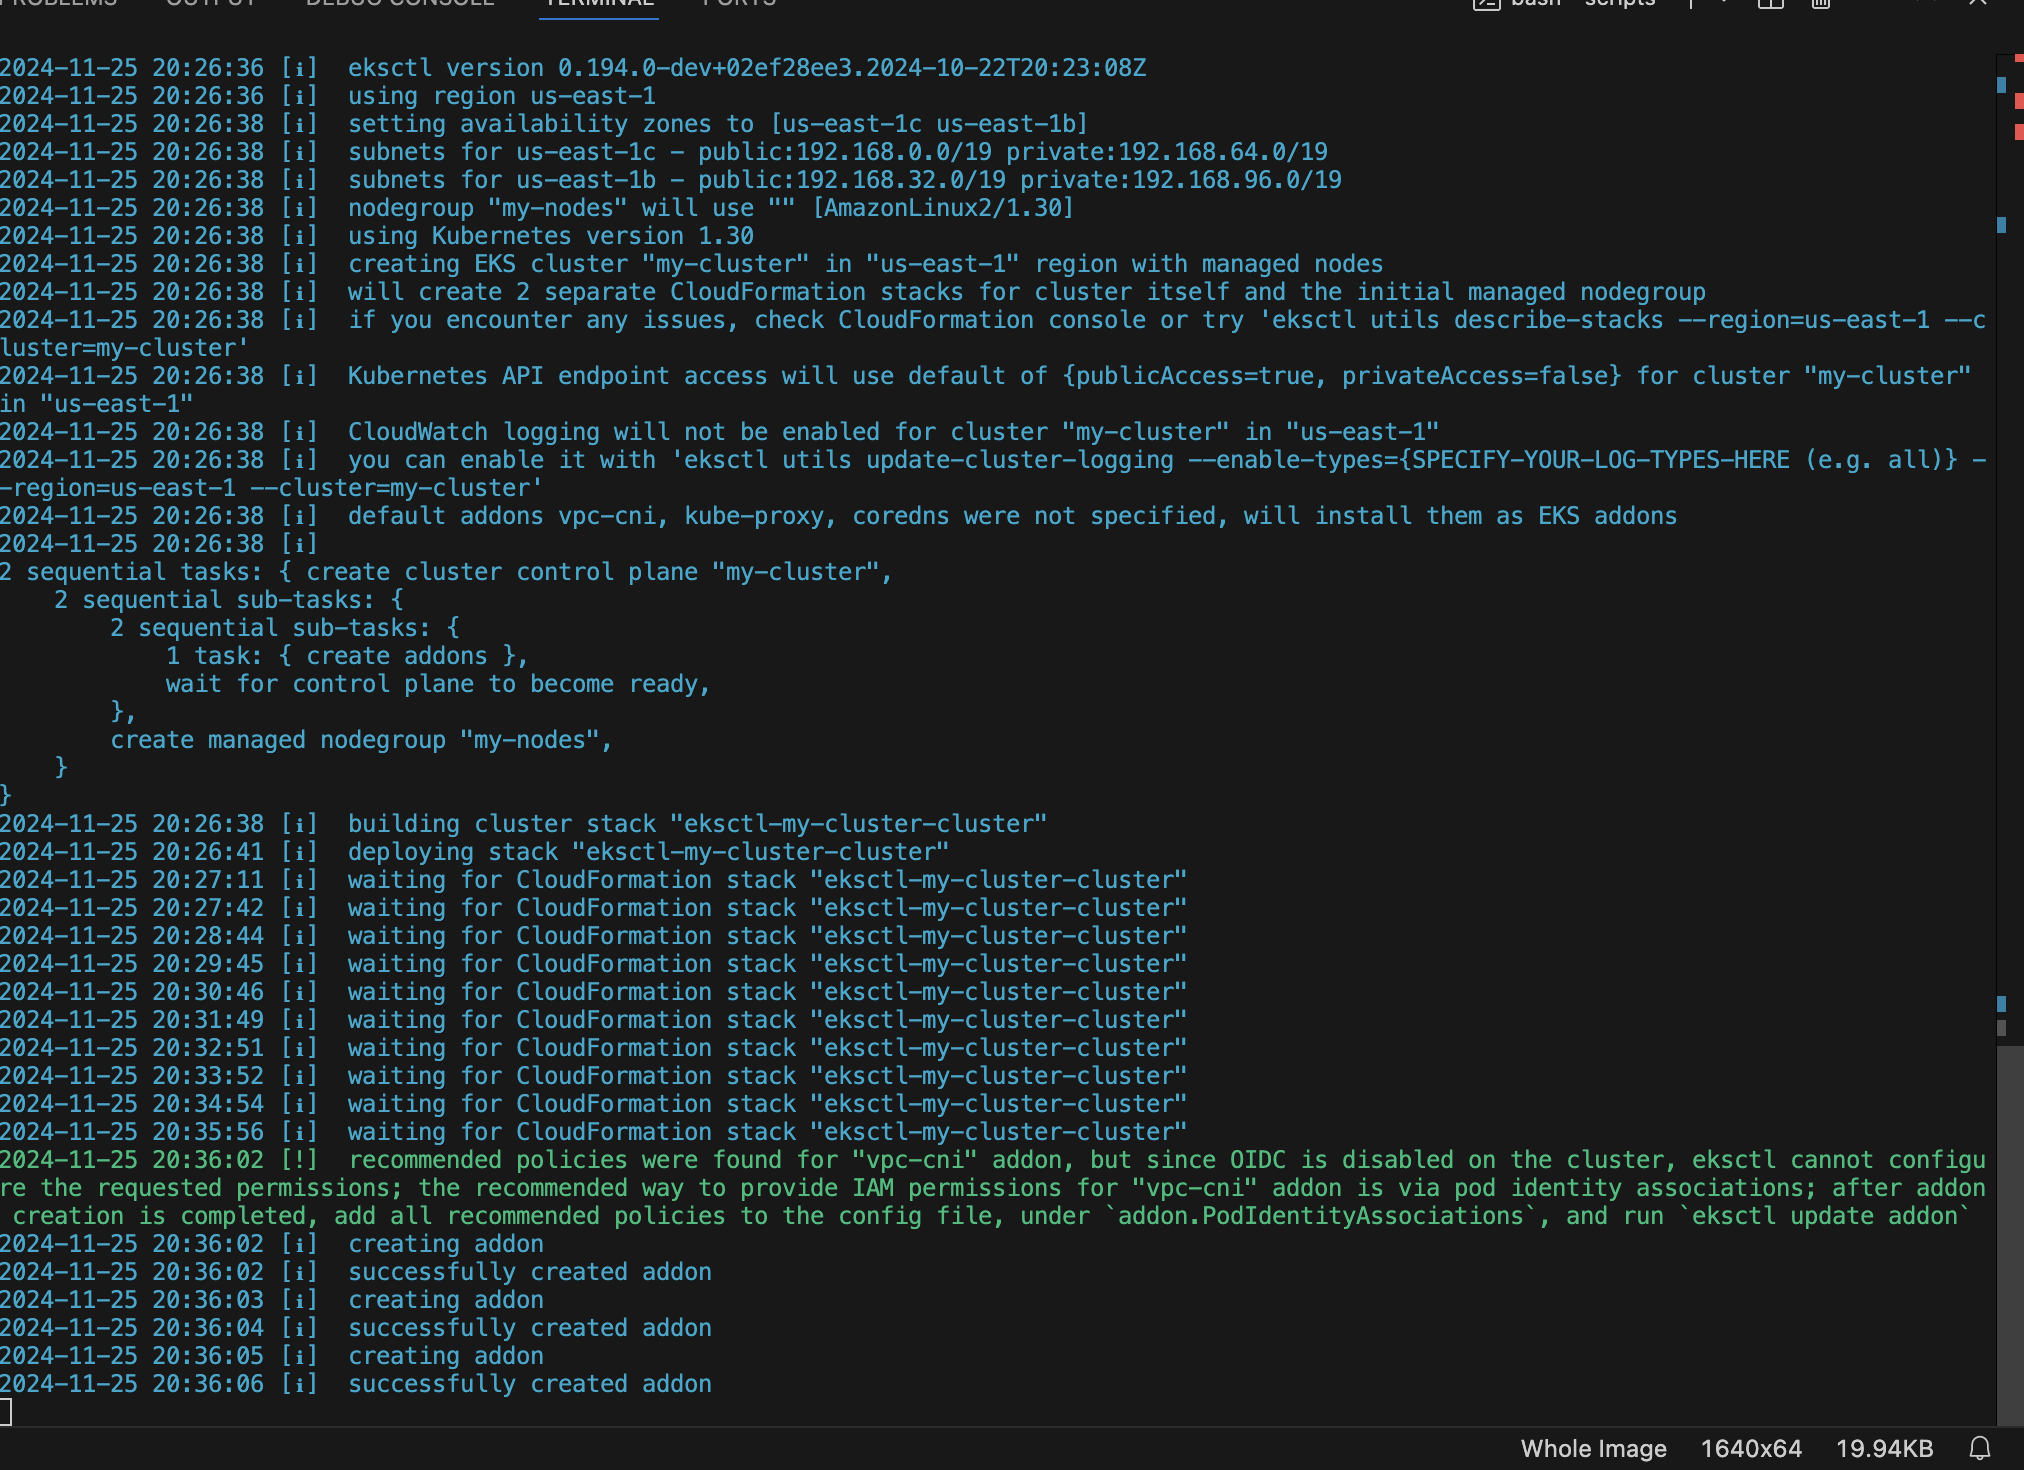 PROBLEMS OUTPUT DEBUG CONSOLE TERMINAL PORTS bash - scripts
2024-11-25 20:26:36 [ℹ]  eksctl version 0.194.0-dev+02ef28ee3.2024-10-22T20:23:08Z
2024-11-25 20:26:36 [ℹ]  using region us-east-1
2024-11-25 20:26:38 [ℹ]  setting availability zones to [us-east-1c us-east-1b]
2024-11-25 20:26:38 [ℹ]  subnets for us-east-1c - public:192.168.0.0/19 private:192.168.64.0/19
2024-11-25 20:26:38 [ℹ]  subnets for us-east-1b - public:192.168.32.0/19 private:192.168.96.0/19
2024-11-25 20:26:38 [ℹ]  nodegroup "my-nodes" will use "" [AmazonLinux2/1.30]
2024-11-25 20:26:38 [ℹ]  using Kubernetes version 1.30
2024-11-25 20:26:38 [ℹ]  creating EKS cluster "my-cluster" in "us-east-1" region with managed nodes
2024-11-25 20:26:38 [ℹ]  will create 2 separate CloudFormation stacks for cluster itself and the initial managed nodegroup
2024-11-25 20:26:38 [ℹ]  if you encounter any issues, check CloudFormation console or try 'eksctl utils describe-stacks --region=us-east-1 --c
luster=my-cluster'
2024-11-25 20:26:38 [ℹ]  Kubernetes API endpoint access will use default of {publicAccess=true, privateAccess=false} for cluster "my-cluster"
in "us-east-1"
2024-11-25 20:26:38 [ℹ]  CloudWatch logging will not be enabled for cluster "my-cluster" in "us-east-1"
2024-11-25 20:26:38 [ℹ]  you can enable it with 'eksctl utils update-cluster-logging --enable-types={SPECIFY-YOUR-LOG-TYPES-HERE (e.g. all)} -
-region=us-east-1 --cluster=my-cluster'
2024-11-25 20:26:38 [ℹ]  default addons vpc-cni, kube-proxy, coredns were not specified, will install them as EKS addons
2024-11-25 20:26:38 [ℹ]
2 sequential tasks: { create cluster control plane "my-cluster",
    2 sequential sub-tasks: {
        2 sequential sub-tasks: {
            1 task: { create addons },
            wait for control plane to become ready,
        },
        create managed nodegroup "my-nodes",
    }
}
2024-11-25 20:26:38 [ℹ]  building cluster stack "eksctl-my-cluster-cluster"
2024-11-25 20:26:41 [ℹ]  deploying stack "eksctl-my-cluster-cluster"
2024-11-25 20:27:11 [ℹ]  waiting for CloudFormation stack "eksctl-my-cluster-cluster"
2024-11-25 20:27:42 [ℹ]  waiting for CloudFormation stack "eksctl-my-cluster-cluster"
2024-11-25 20:28:44 [ℹ]  waiting for CloudFormation stack "eksctl-my-cluster-cluster"
2024-11-25 20:29:45 [ℹ]  waiting for CloudFormation stack "eksctl-my-cluster-cluster"
2024-11-25 20:30:46 [ℹ]  waiting for CloudFormation stack "eksctl-my-cluster-cluster"
2024-11-25 20:31:49 [ℹ]  waiting for CloudFormation stack "eksctl-my-cluster-cluster"
2024-11-25 20:32:51 [ℹ]  waiting for CloudFormation stack "eksctl-my-cluster-cluster"
2024-11-25 20:33:52 [ℹ]  waiting for CloudFormation stack "eksctl-my-cluster-cluster"
2024-11-25 20:34:54 [ℹ]  waiting for CloudFormation stack "eksctl-my-cluster-cluster"
2024-11-25 20:35:56 [ℹ]  waiting for CloudFormation stack "eksctl-my-cluster-cluster"
2024-11-25 20:36:02 [!]  recommended policies were found for "vpc-cni" addon, but since OIDC is disabled on the cluster, eksctl cannot configu
re the requested permissions; the recommended way to provide IAM permissions for "vpc-cni" addon is via pod identity associations; after addon
 creation is completed, add all recommended policies to the config file, under `addon.PodIdentityAssociations`, and run `eksctl update addon`
2024-11-25 20:36:02 [ℹ]  creating addon
2024-11-25 20:36:02 [ℹ]  successfully created addon
2024-11-25 20:36:03 [ℹ]  creating addon
2024-11-25 20:36:04 [ℹ]  successfully created addon
2024-11-25 20:36:05 [ℹ]  creating addon
2024-11-25 20:36:06 [ℹ]  successfully created addon
Whole Image 1640x64 19.94KB